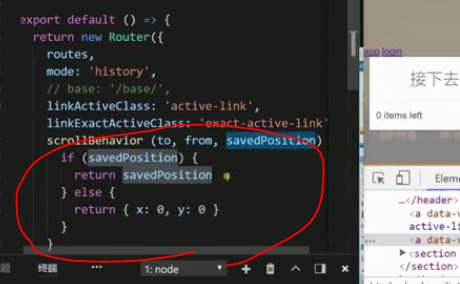 export default () => {
return new Router({
routes,
mode: 'history',
// base: '/base/',
linkActiveClass: 'active-link',
linkExactActiveClass: 'exact-active-link'
scrollBehavior (to, from, savedPosition)
if (savedPosition) {
return savedPosition
} else {
return { x: 0, y: 0 }
}
}
终端
1: node
app login
接下去
0 items left
Eleme
…</header>
<a data-v
active-li
<a data-v
<section
</section>